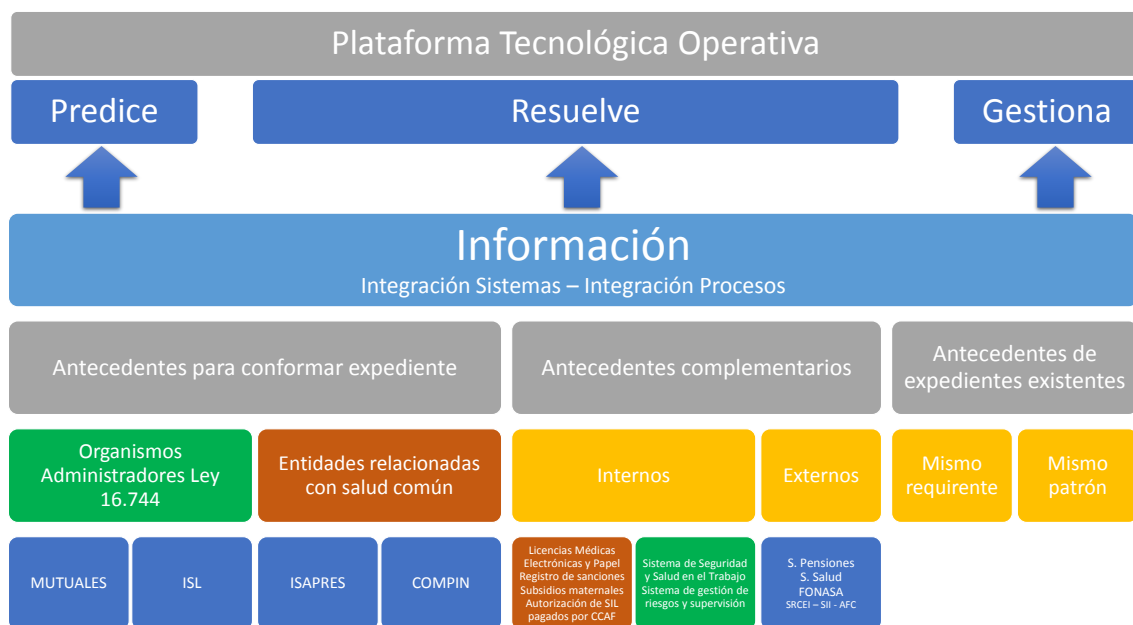 Plataforma Tecnológica Operativa
Predice
Resuelve
Gestiona
Información
Integración Sistemas – Integración Procesos
Antecedentes para conformar expediente
Antecedentes complementarios
Antecedentes de
expedientes existentes
Organismos
Administradores Ley
16.744
Entidades relacionadas
con salud común
Internos
Externos
Mismo
requirente
Mismo
patrón
MUTUALES
ISL
ISAPRES
COMPIN
Licencias Médicas
Electrónicas y Papel
Registro de sanciones
Subsidios maternales
Autorización de SIL
pagados por CCAF
Sistema de Seguridad
y Salud en el Trabajo
Sistema de gestión de
riesgos y supervisión
S. Pensiones
S. Salud
FONASA
SRCEI – SII - AFC